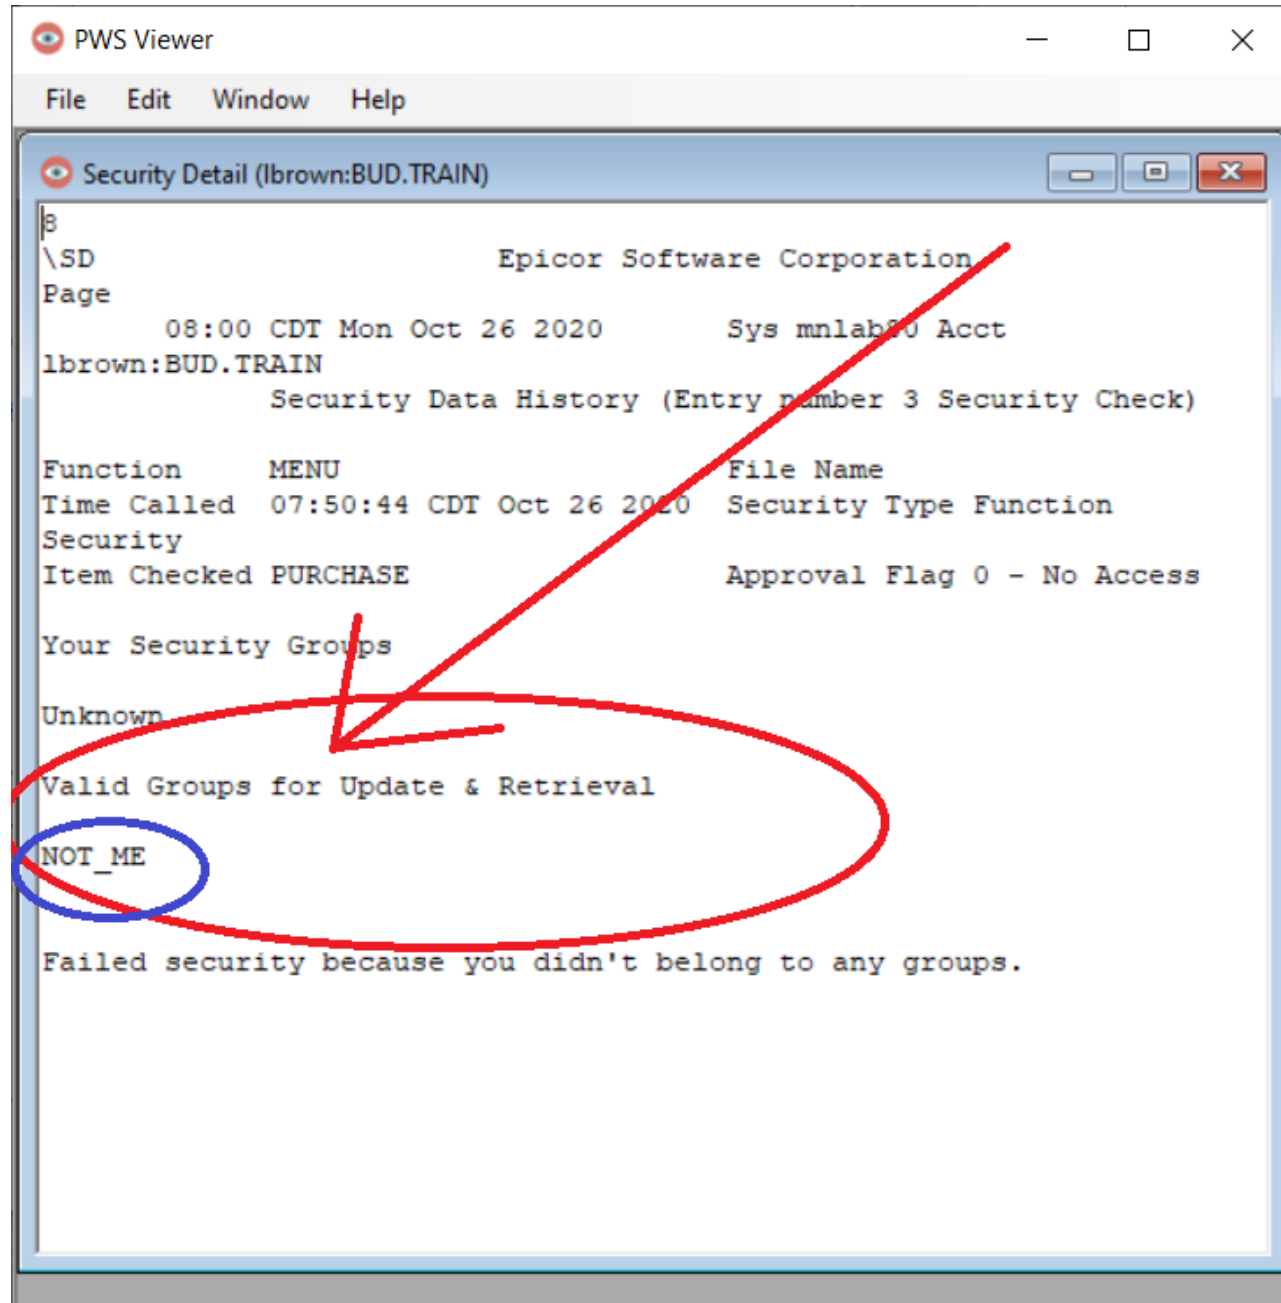 PWS Viewer
File Edit Window Help
Security Detail (lbrown:BUD.TRAIN)
8
\SD Epicor Software Corporation
Page
08:00 CDT Mon Oct 26 2020 Sys mnlab80 Acct
lbrown:BUD.TRAIN
Security Data History (Entry number 3 Security Check)
Function MENU File Name
Time Called 07:50:44 CDT Oct 26 2020 Security Type Function
Security
Item Checked PURCHASE Approval Flag 0 - No Access
Your Security Groups
Unknown
Valid Groups for Update & Retrieval
NOT_ME
Failed security because you didn't belong to any groups.